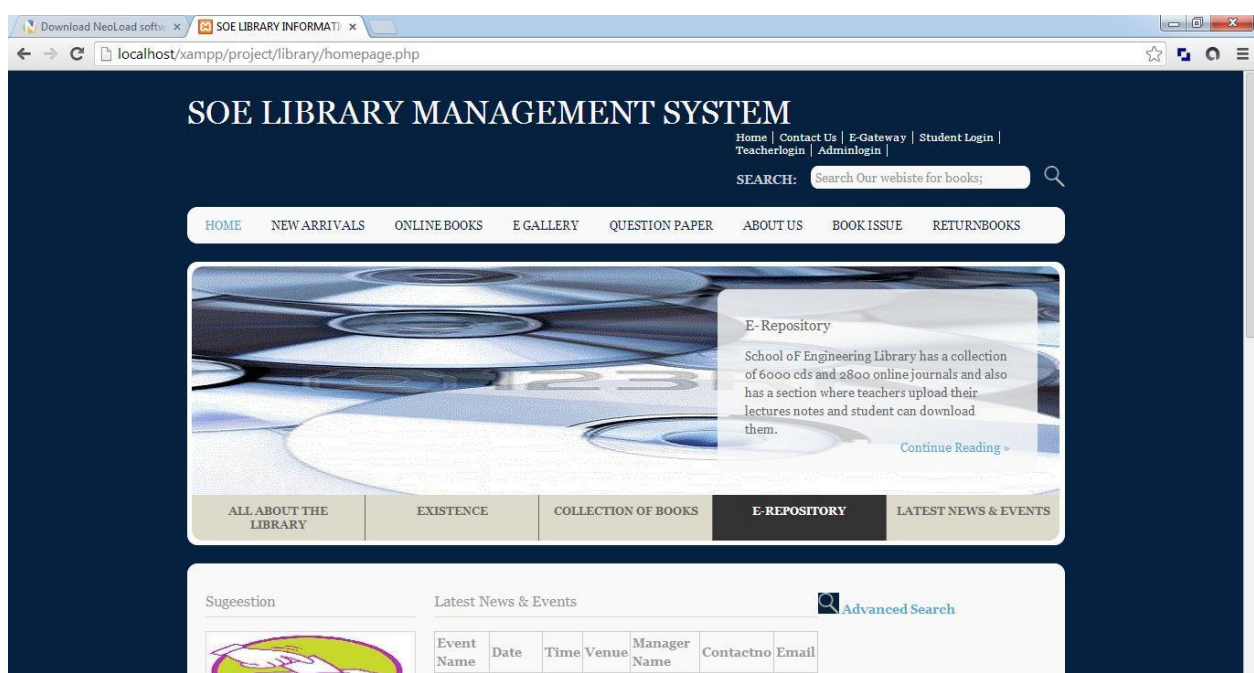 Download NeoLoad softw
SOE LIBRARY INFORMATI
localhost/xampp/project/library/homepage.php
SOE LIBRARY MANAGEMENT SYSTEM
Home | Contact Us | E-Gateway | Student Login |
Teacherlogin | Adminlogin |
SEARCH: Search Our webiste for books;
HOME NEW ARRIVALS ONLINE BOOKS E GALLERY QUESTION PAPER ABOUT US BOOK ISSUE RETURNBOOKS
E-Repository
School oF Engineering Library has a collection
of 6000 cds and 2800 online journals and also
has a section where teachers upload their
lectures notes and student can download
them.
Continue Reading »
ALL ABOUT THE
LIBRARY
EXISTENCE
COLLECTION OF BOOKS
E-REPOSITORY
LATEST NEWS & EVENTS
Sugeestion
Latest News & Events
Advanced Search
Event
Name
Date
Time
Venue
Manager
Name
Contactno
Email